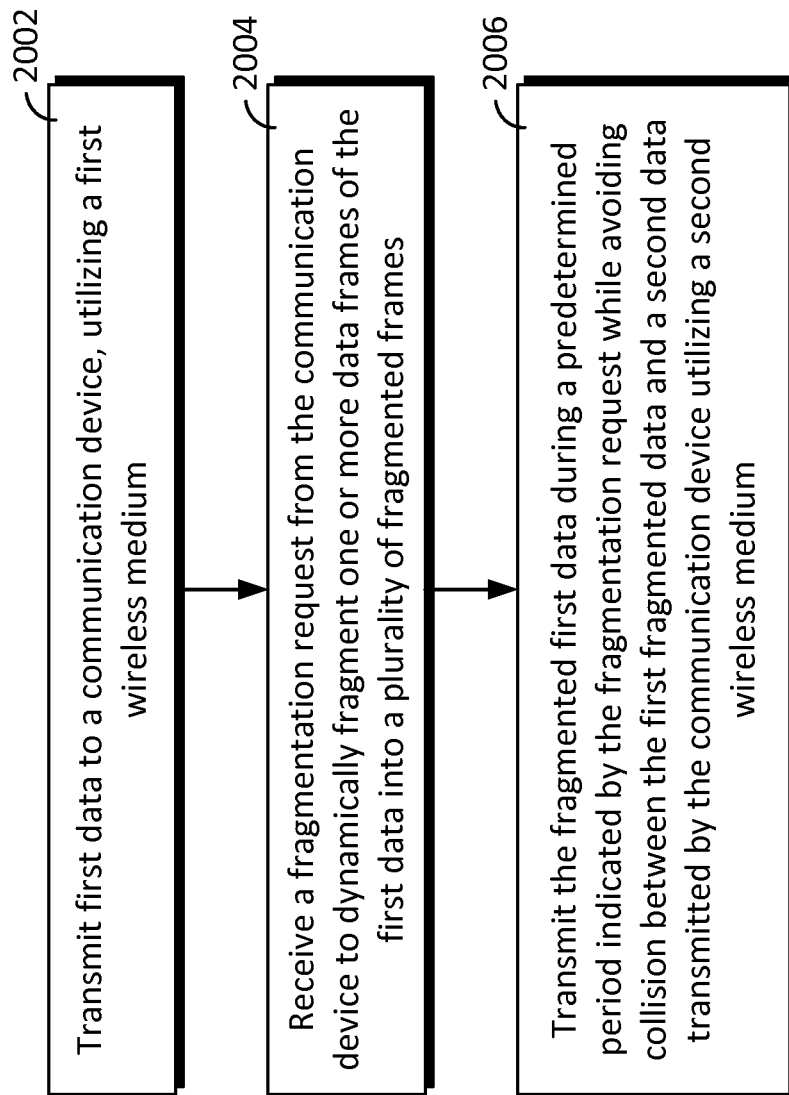 2002
Transmit first data to a communication device, utilizing a first
wireless medium
2004
Receive a fragmentation request from the communication
device to dynamically fragment one or more data frames of the
first data into a plurality of fragmented frames
2006
Transmit the fragmented first data during a predetermined
period indicated by the fragmentation request while avoiding
collision between the first fragmented data and a second data
transmitted by the communication device utilizing a second
wireless medium